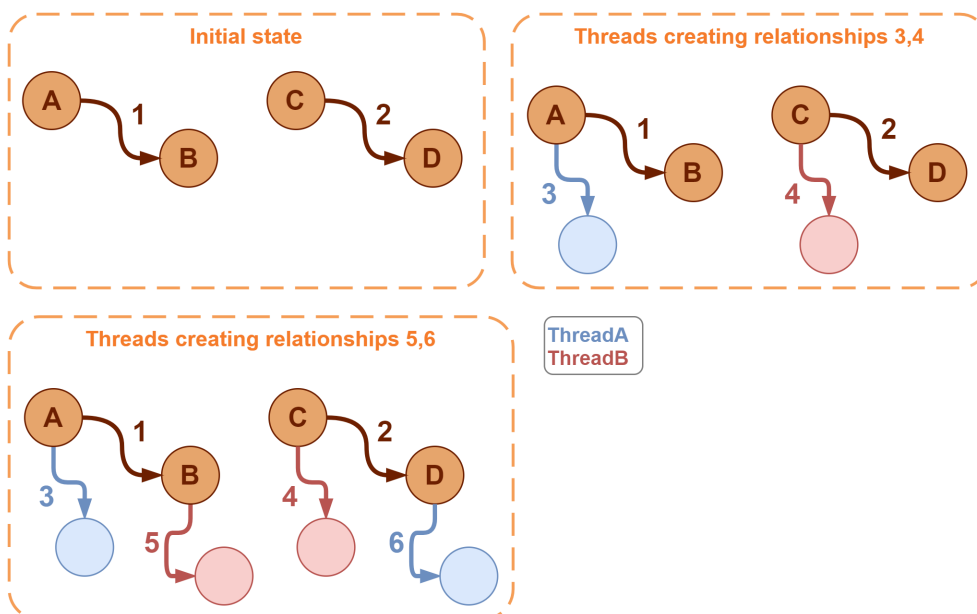 Initial state
A
1
B
C
2
D
Threads creating relationships 3,4
A
1
B
3
C
2
D
4
Threads creating relationships 5,6
A
1
B
3
5
C
2
D
4
6
ThreadA
ThreadB